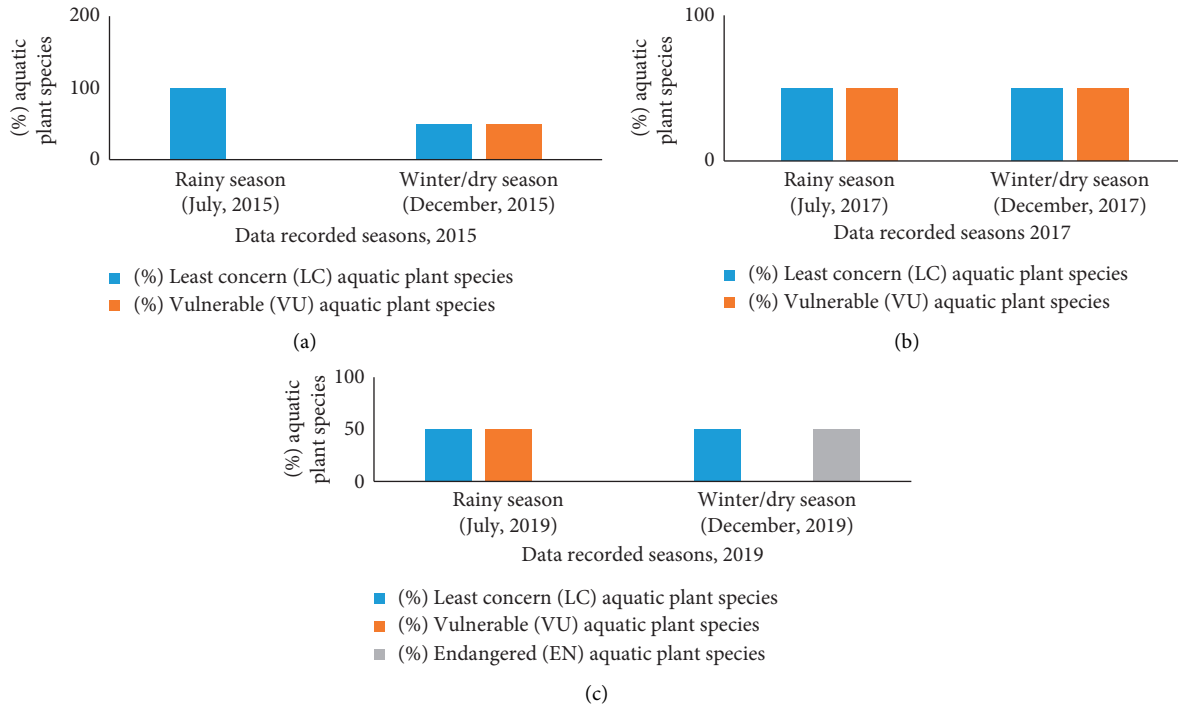 (%) aquatic
plant species
200
100
0
Rainy season
(July, 2015)
Winter/dry season
(December, 2015)
Data recorded seasons, 2015
(%) Least concern (LC) aquatic plant species
(%) Vulnerable (VU) aquatic plant species
(a)
(%) aquatic
plant species
100
0
Rainy season
(July, 2017)
Winter/dry season
(December, 2017)
Data recorded seasons 2017
(%) Least concern (LC) aquatic plant species
(%) Vulnerable (VU) aquatic plant species
(b)
(%) aquatic
plant species
100
50
0
Rainy season
(July, 2019)
Winter/dry season
(December, 2019)
Data recorded seasons, 2019
(%) Least concern (LC) aquatic plant species
(%) Vulnerable (VU) aquatic plant species
(%) Endangered (EN) aquatic plant species
(c)